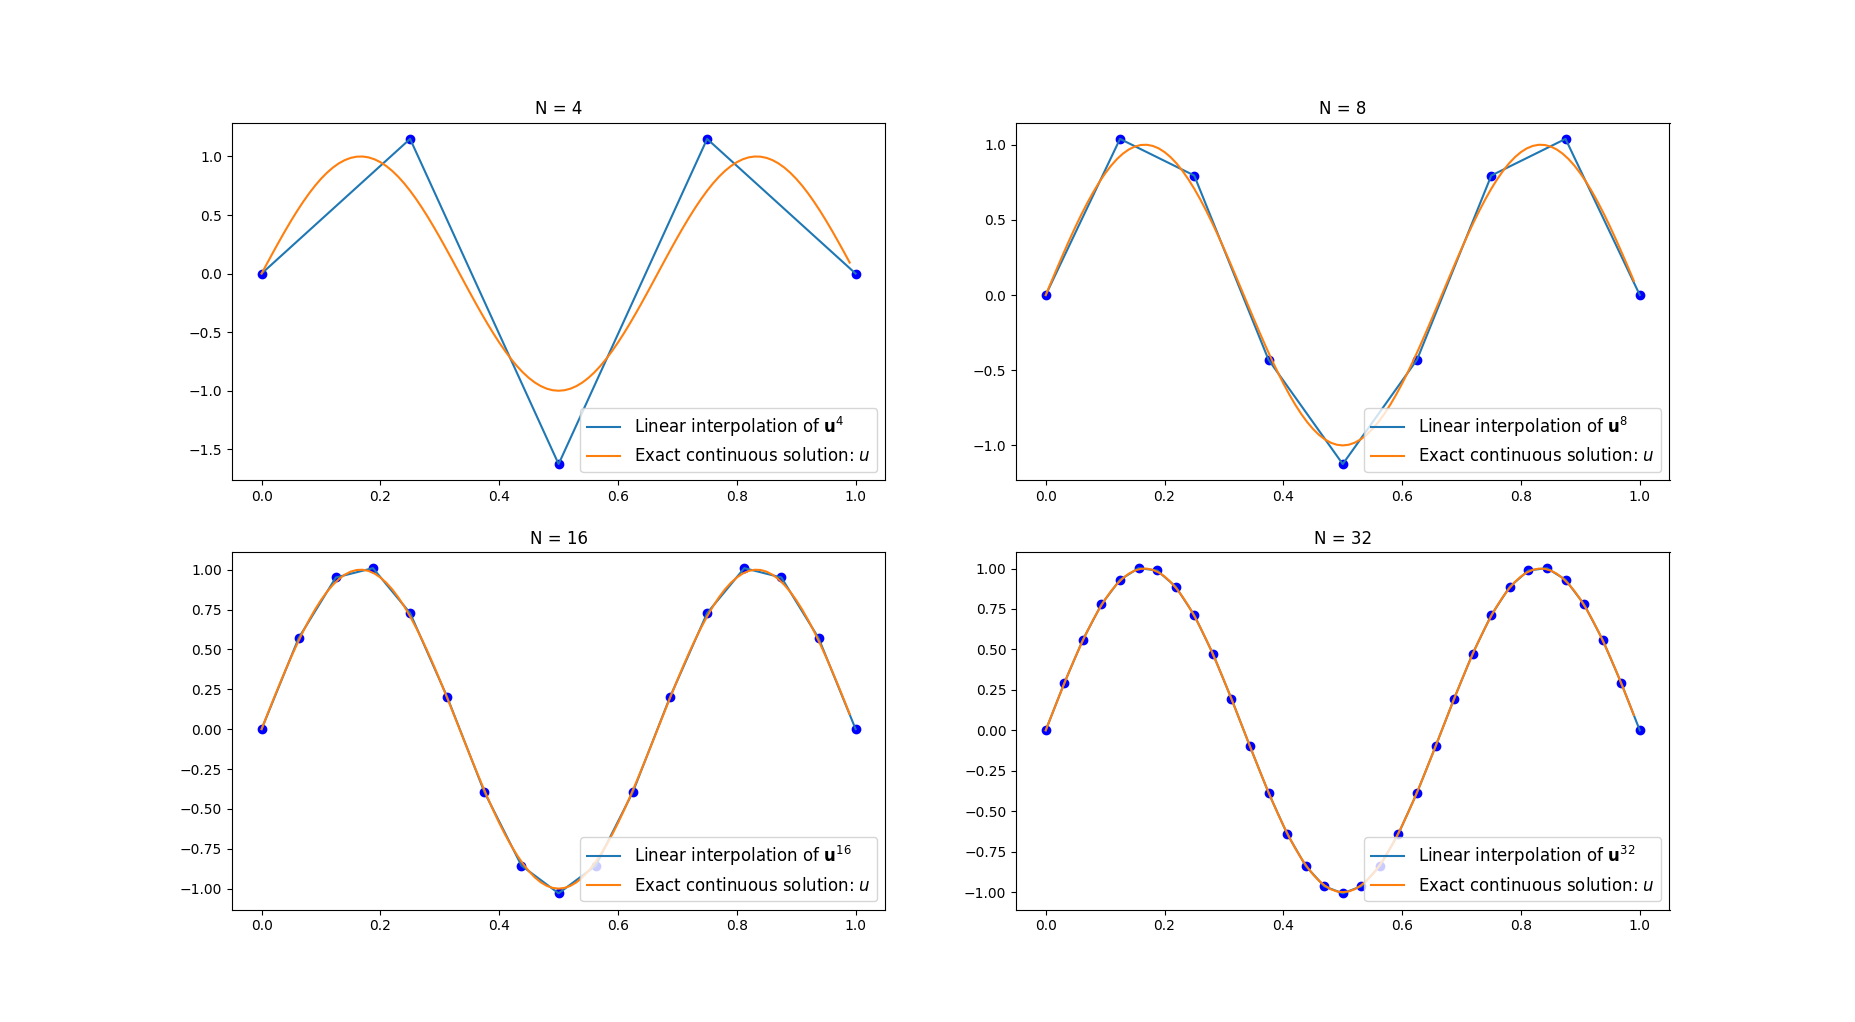 N = 4
1.0
0.5
0.0
−0.5
−1.0
−1.5
0.0 0.2 0.4 0.6 0.8 1.0
Linear interpolation of u⁴
Exact continuous solution: u
N = 8
1.0
0.5
0.0
−0.5
−1.0
0.0 0.2 0.4 0.6 0.8 1.0
Linear interpolation of u⁸
Exact continuous solution: u
N = 16
1.00
0.75
0.50
0.25
0.00
−0.25
−0.50
−0.75
−1.00
0.0 0.2 0.4 0.6 0.8 1.0
Linear interpolation of u¹⁶
Exact continuous solution: u
N = 32
1.00
0.75
0.50
0.25
0.00
−0.25
−0.50
−0.75
−1.00
0.0 0.2 0.4 0.6 0.8 1.0
Linear interpolation of u³²
Exact continuous solution: u